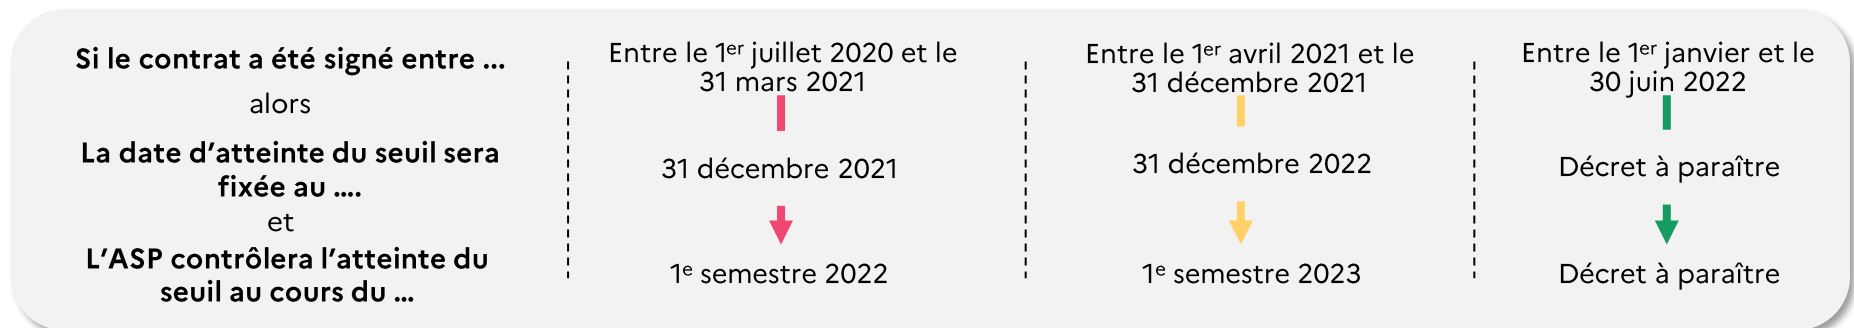 Si le contrat a été signé entre ...
alors
La date d’atteinte du seuil sera
fixée au ....
et
L’ASP contrôlera l’atteinte du
seuil au cours du ...
Entre le 1er juillet 2020 et le
31 mars 2021
31 décembre 2021
1e semestre 2022
Entre le 1er avril 2021 et le
31 décembre 2021
31 décembre 2022
1e semestre 2023
Entre le 1er janvier et le
30 juin 2022
Décret à paraître
Décret à paraître